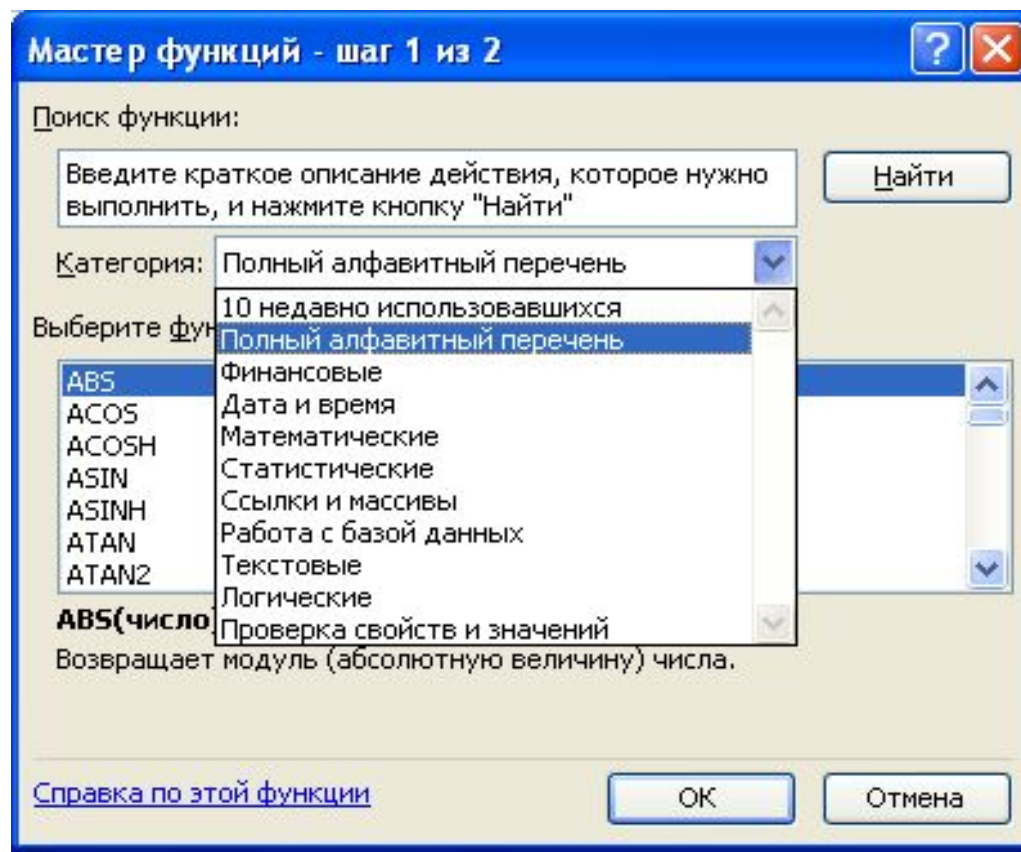 Мастер функций - шаг 1 из 2
Поиск функции:
Введите краткое описание действия, которое нужно
выполнить, и нажмите кнопку "Найти"
Найти
Категория: Полный алфавитный перечень
10 недавно использовавшихся
Полный алфавитный перечень
Финансовые
Дата и время
Математические
Статистические
Ссылки и массивы
Работа с базой данных
Текстовые
Логические
Проверка свойств и значений
Выберите фун
ABS
ACOS
ACOSH
ASIN
ASINH
ATAN
ATAN2
ABS(число)
Возвращает модуль (абсолютную величину) числа.
Справка по этой функции
ОК
Отмена